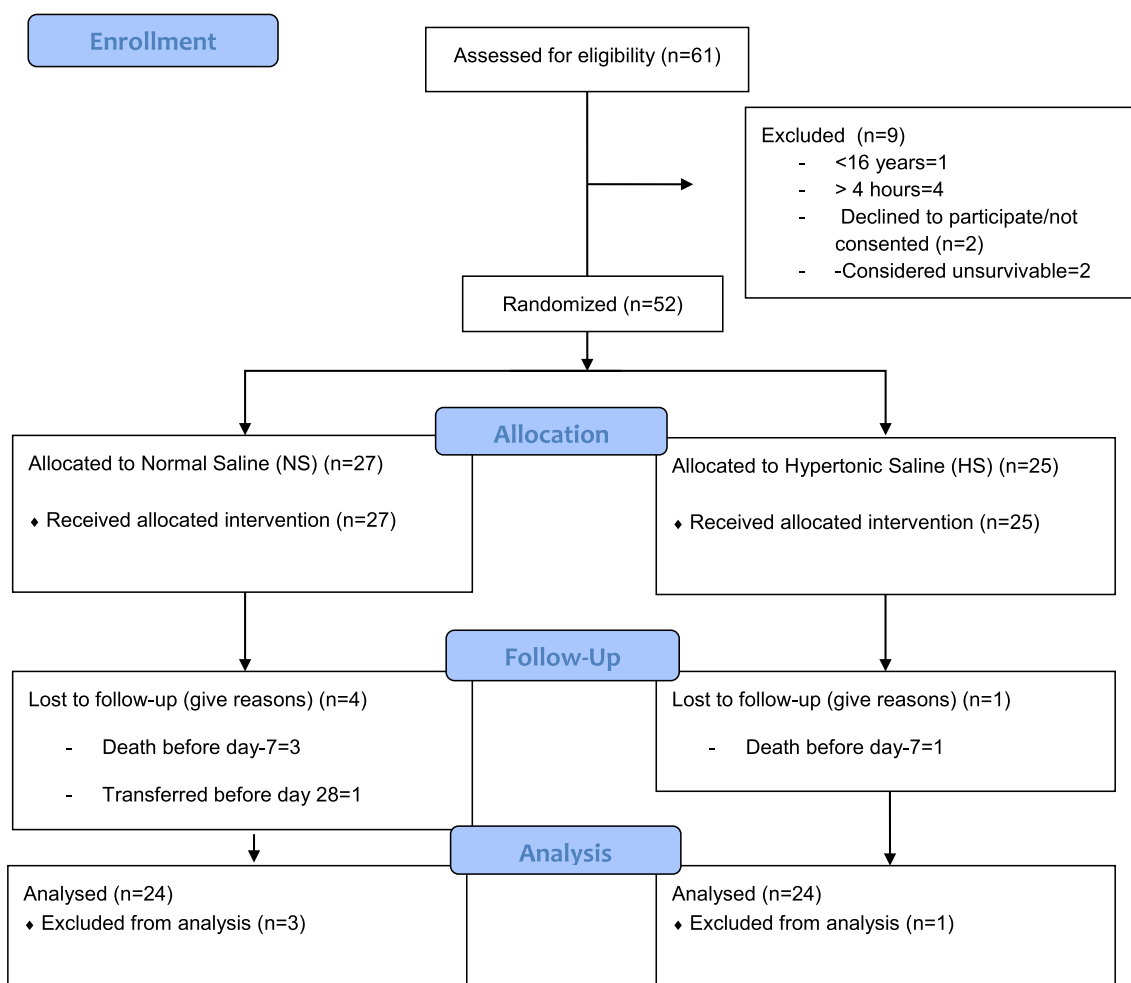 Enrollment
Assessed for eligibility (n=61)
Excluded (n=9)
- <16 years=1
- > 4 hours=4
- Declined to participate/not
consented (n=2)
- -Considered unsurvivable=2
Randomized (n=52)
Allocation
Allocated to Normal Saline (NS) (n=27)
♦ Received allocated intervention (n=27)
Allocated to Hypertonic Saline (HS) (n=25)
♦ Received allocated intervention (n=25)
Follow-Up
Lost to follow-up (give reasons) (n=4)
- Death before day-7=3
- Transferred before day 28=1
Lost to follow-up (give reasons) (n=1)
- Death before day-7=1
Analysis
Analysed (n=24)
♦ Excluded from analysis (n=3)
Analysed (n=24)
♦ Excluded from analysis (n=1)